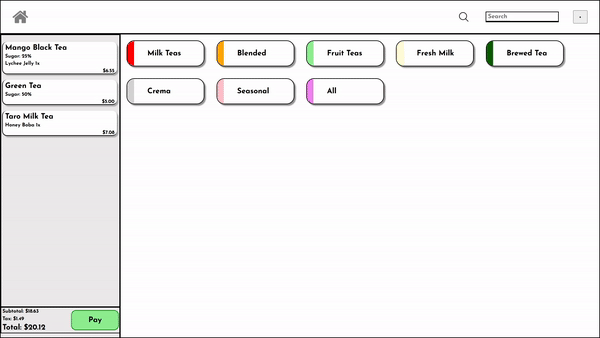 Search
Mango Black Tea
Sugar: 25%
Lychee Jelly 1x
$6.55
Green Tea
Sugar: 50%
$5.00
Taro Milk Tea
Honey Boba 1x
$7.08
Milk Teas
Blended
Fruit Teas
Fresh Milk
Brewed Tea
Crema
Seasonal
All
Subtotal: $18.63
Tax: $1.49
Total: $20.12
Pay